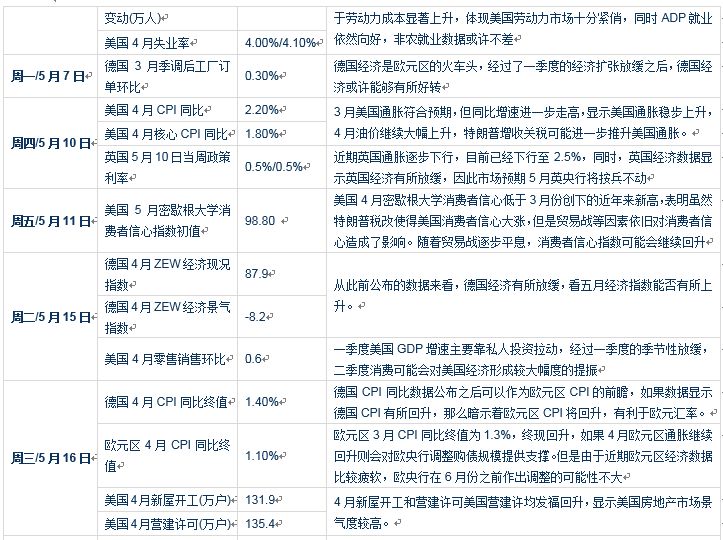 变动(万人)
于劳动力成本显著上升，体现美国劳动力市场十分紧俏，同时 ADP 就业
依然向好，非农就业数据或许不差
美国 4 月失业率
4.00%/4.10%
周一/5 月 7 日
德国 3 月季调后工厂订
单环比
0.30%
德国经济是欧元区的火车头，经过了一季度的经济扩张放缓之后，德国经
济或许能够有所好转
周四/5 月 10 日
美国 4 月 CPI 同比
2.20%
3 月美国通胀符合预期，但同比增速进一步走高，显示美国通胀稳步上升，
4 月油价继续大幅上升，特朗普增收关税可能进一步推升美国通胀。
美国 4 月核心 CPI 同比
1.80%
英国 5 月 10 日当周政策
利率
0.5%/0.5%
近期英国通胀逐步下行，目前已经下行至 2.5%，同时，英国经济数据显
示英国经济有所放缓，因此市场预期 5 月英央行将按兵不动
周五/5 月 11 日
美国 5 月密歇根大学消
费者信心指数初值
98.80
美国 4 月密歇根大学消费者信心低于 3 月份创下的近年来新高，表明虽然
特朗普税改使得美国消费者信心大涨，但是贸易战等因素依旧对消费者信
心造成了影响。随着贸易战逐步平息，消费者信心指数可能会继续回升
周二/5 月 15 日
德国 4 月 ZEW 经济现况
指数
87.9
从此前公布的数据来看，德国经济有所放缓，看五月经济指数能否有所上
升。
德国 4 月 ZEW 经济景气
指数
-8.2
美国 4 月零售销售环比
0.6
一季度美国 GDP 增速主要靠私人投资拉动，经过一季度的季节性放缓，
二季度消费可能会对美国经济形成较大幅度的提振
周三/5 月 16 日
德国 4 月 CPI 同比终值
1.40%
德国 CPI 同比数据公布之后可以作为欧元区 CPI 的前瞻，如果数据显示
德国 CPI 有所回升，那么暗示着欧元区 CPI 将回升，有利于欧元汇率。
欧元区 4 月 CPI 同比终
值
1.10%
欧元区 3 月 CPI 同比终值为 1.3%，终现回升，如果 4 月欧元区通胀继续
回升则会对欧央行调整购债规模提供支撑。但是由于近期欧元区经济数据
比较疲软，欧央行在 6 月份之前作出调整的可能性不大
美国 4 月新屋开工(万户)
131.9
4 月新屋开工和营建许可美国营建许均发福回升，显示美国房地产市场景
气度较高。
美国 4 月营建许可(万户)
135.4